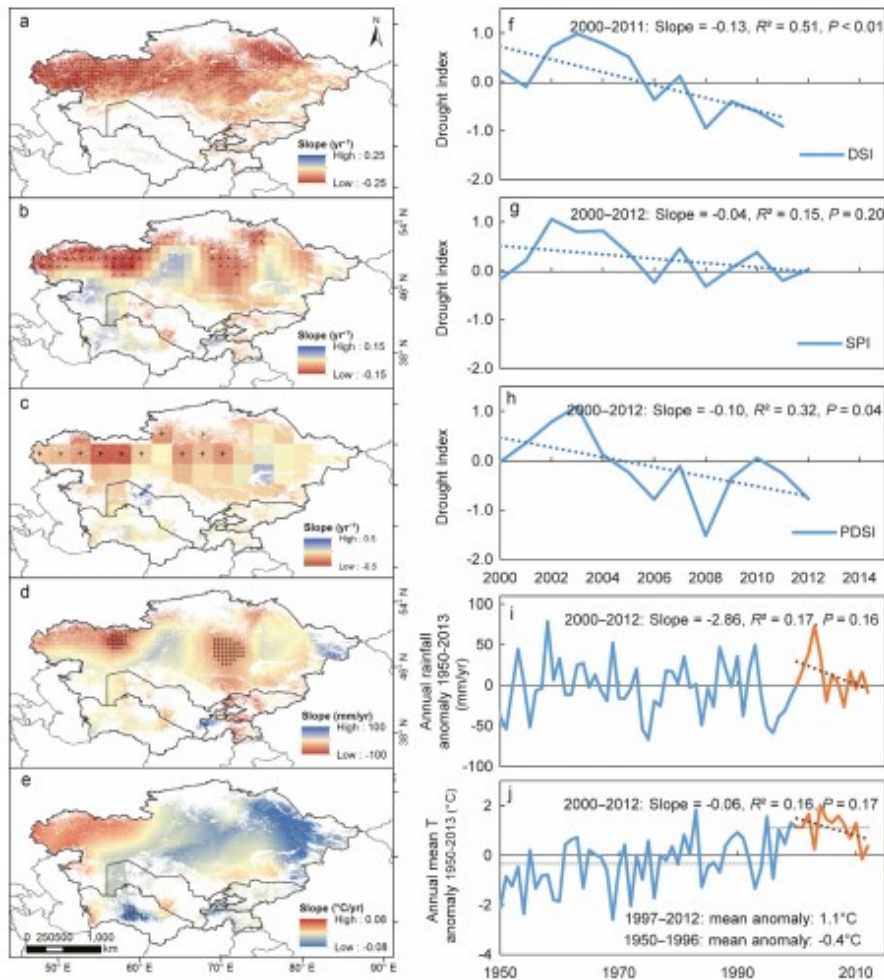 a
N
Slope (yr⁻¹)
High : 0.25
Low : -0.25
b
54° N
46° N
38° N
Slope (yr⁻¹)
High : 0.15
Low : -0.15
c
Slope (yr⁻¹)
High : 0.5
Low : -0.5
d
54° N
46° N
38° N
Slope (mm/yr)
High : 100
Low : -100
e
Slope (°C/yr)
High : 0.08
Low : -0.08
0 250500 1,000
km
50° E 60° E 70° E 80° E 90° E
f
2000-2011: Slope = -0.13, R² = 0.51, P < 0.01
Drought index
1.0
0.0
-1.0
-2.0
DSI
g
2000-2012: Slope = -0.04, R² = 0.15, P = 0.20
Drought index
1.0
0.0
-1.0
-2.0
SPI
h
2000–2012: Slope = -0.10, R² = 0.32, P = 0.04
Drought index
1.0
0.0
-1.0
-2.0
PDSI
2000 2002 2004 2006 2008 2010 2012 2014
i
2000–2012: Slope = -2.86, R² = 0.17, P = 0.16
Annual rainfall
anomaly 1950-2013
(mm/yr)
100
50
0
-50
-100
j
2000–2012: Slope = -0.06, R² = 0.16, P = 0.17
Annual mean T
anomaly 1950-2013 (°C)
2
0
-2
-4
1997–2012: mean anomaly: 1.1°C
1950–1996: mean anomaly: -0.4°C
1950 1970 1990 2010